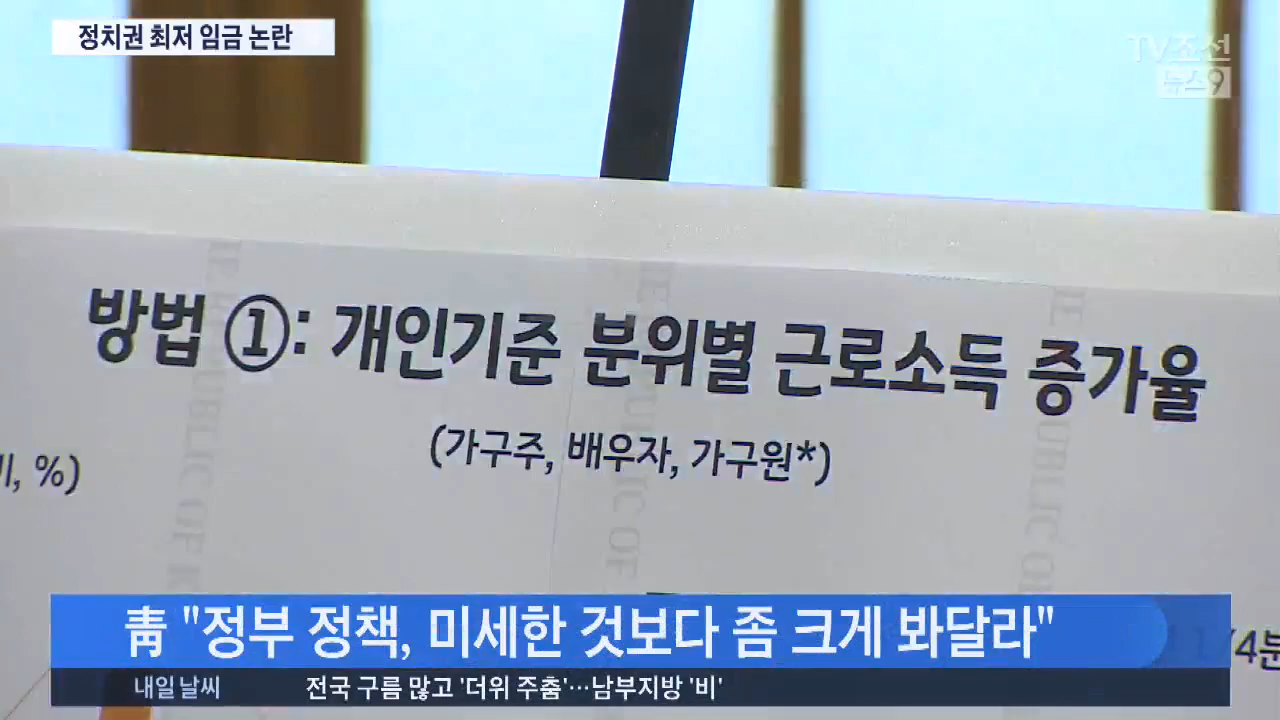 정치권 최저 임금 논란
TV조선
뉴스9
방법 ①: 개인기준 분위별 근로소득 증가율
(가구주, 배우자, 가구원*)
, %)
靑 "정부 정책, 미세한 것보다 좀 크게 봐달라"
내일 날씨 전국 구름 많고 '더위 주춤'…남부지방 '비'